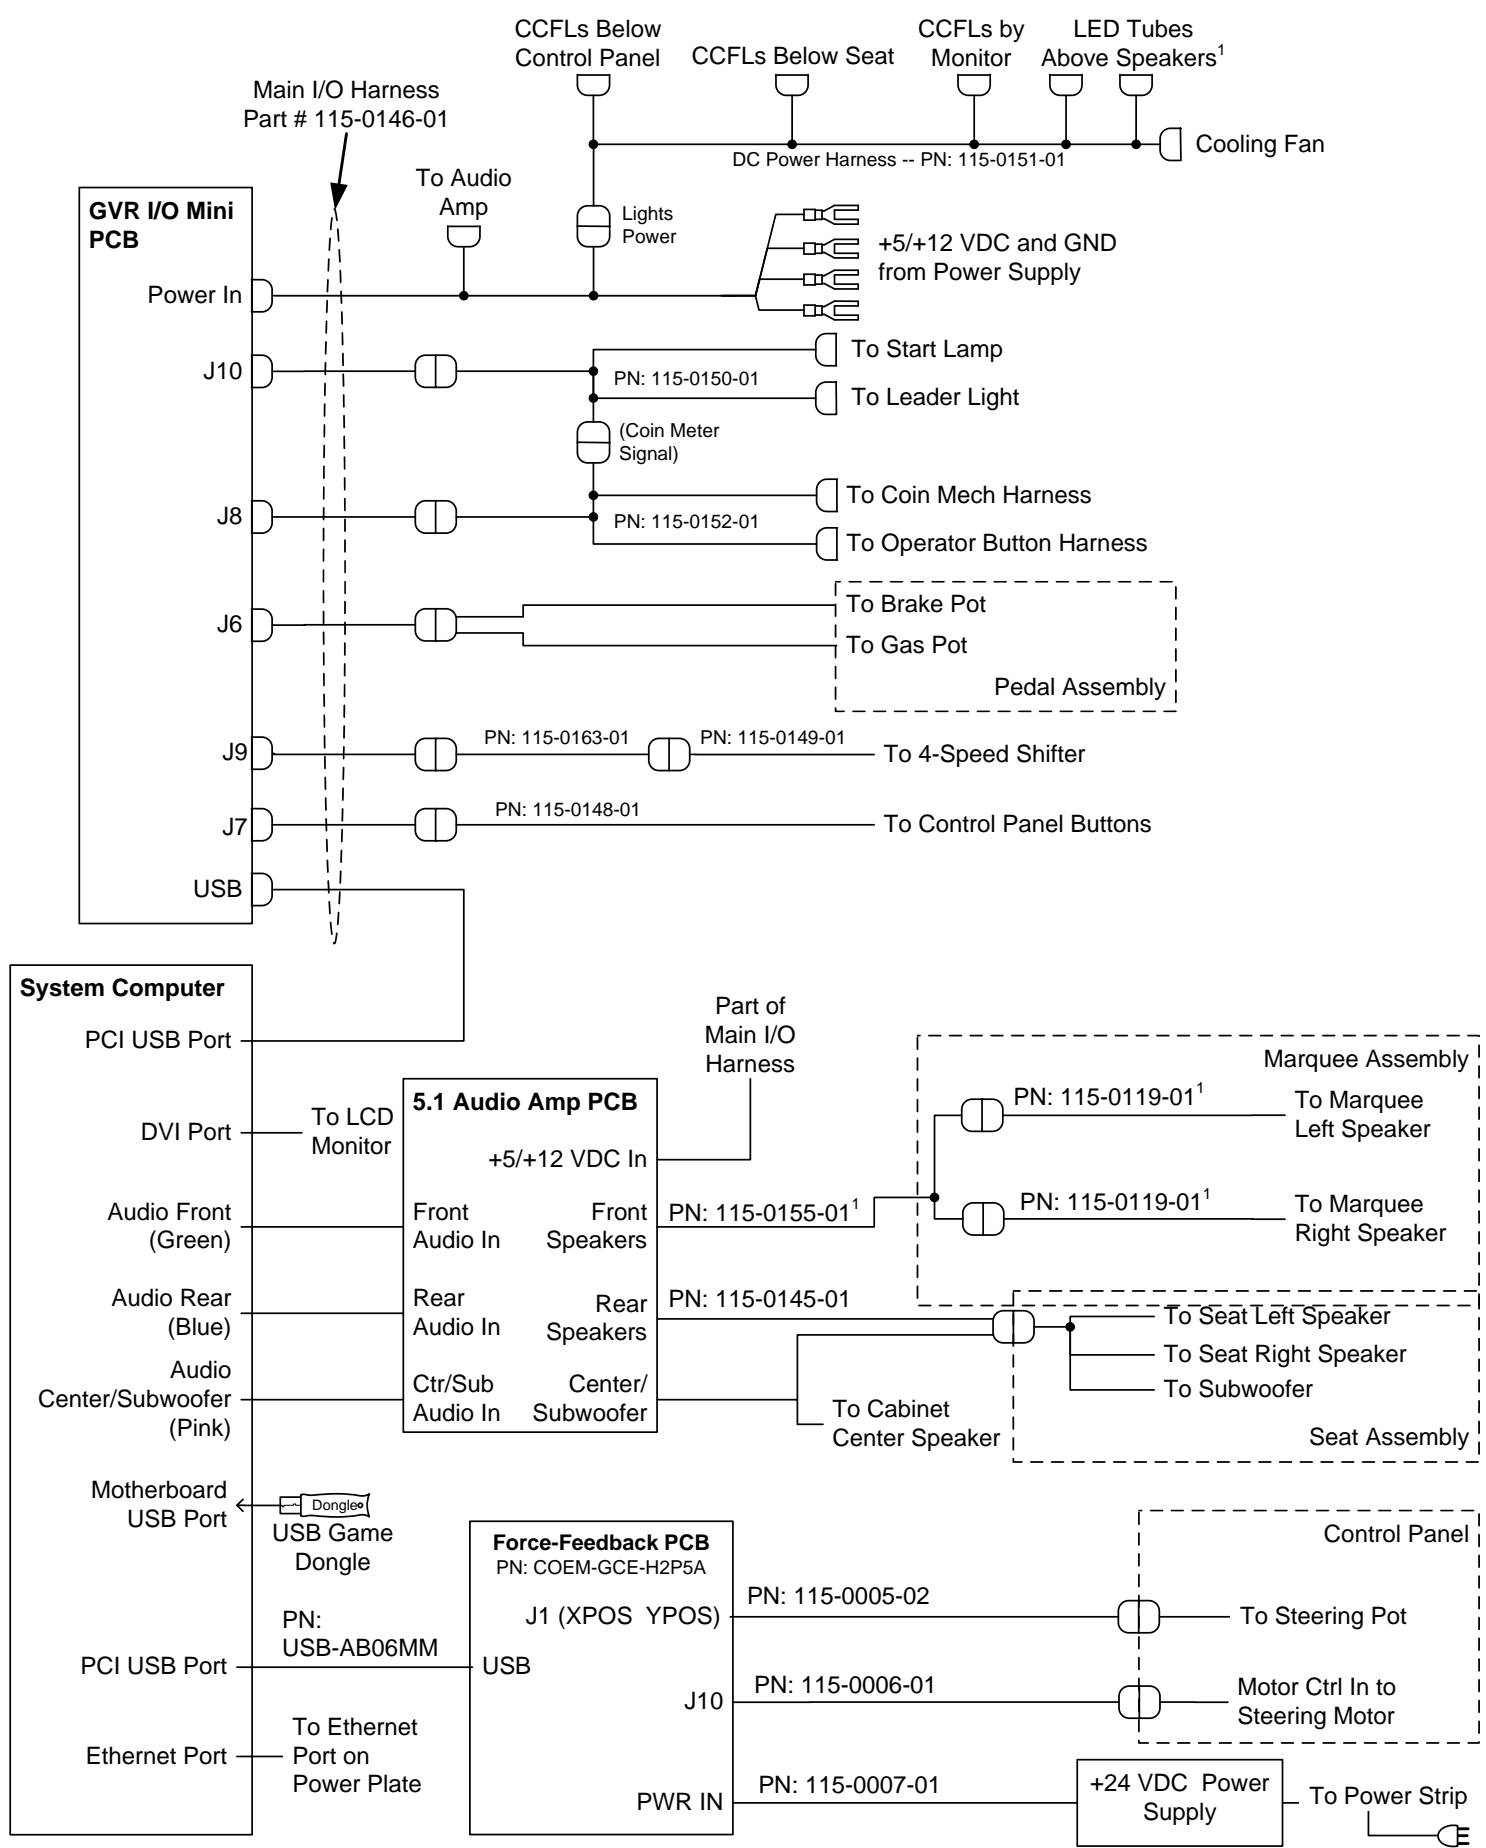 CCFLs Below
Control Panel
CCFLs Below Seat
CCFLs by
Monitor
LED Tubes
Above Speakers1
Main I/O Harness
Part # 115-0146-01
Cooling Fan
DC Power Harness -- PN: 115-0151-01
To Audio
Amp
GVR I/O Mini
PCB
Lights
Power
+5/+12 VDC and GND
from Power Supply
Power In
To Start Lamp
J10
PN: 115-0150-01
To Leader Light
(Coin Meter
Signal)
To Coin Mech Harness
J8
PN: 115-0152-01
To Operator Button Harness
To Brake Pot
J6
To Gas Pot
Pedal Assembly
J9
PN: 115-0163-01
PN: 115-0149-01
To 4-Speed Shifter
J7
PN: 115-0148-01
To Control Panel Buttons
USB
System Computer
PCI USB Port
Part of
Main I/O
Harness
Marquee Assembly
5.1 Audio Amp PCB
PN: 115-0119-011
To Marquee
Left Speaker
DVI Port
To LCD
Monitor
+5/+12 VDC In
Audio Front
(Green)
Front
Audio In
Front
Speakers
PN: 115-0155-011
PN: 115-0119-011
To Marquee
Right Speaker
Audio Rear
(Blue)
Rear
Audio In
Rear
Speakers
PN: 115-0145-01
To Seat Left Speaker
To Seat Right Speaker
To Subwoofer
Audio
Center/Subwoofer
(Pink)
Ctr/Sub
Audio In
Center/
Subwoofer
To Cabinet
Center Speaker
Seat Assembly
Motherboard
USB Port
Dongle
USB Game
Dongle
Force-Feedback PCB
PN: COEM-GCE-H2P5A
Control Panel
J1 (XPOS YPOS)
PN: 115-0005-02
To Steering Pot
PN:
USB-AB06MM
PCI USB Port
USB
J10
PN: 115-0006-01
Motor Ctrl In to
Steering Motor
Ethernet Port
To Ethernet
Port on
Power Plate
PWR IN
PN: 115-0007-01
+24 VDC Power
Supply
To Power Strip